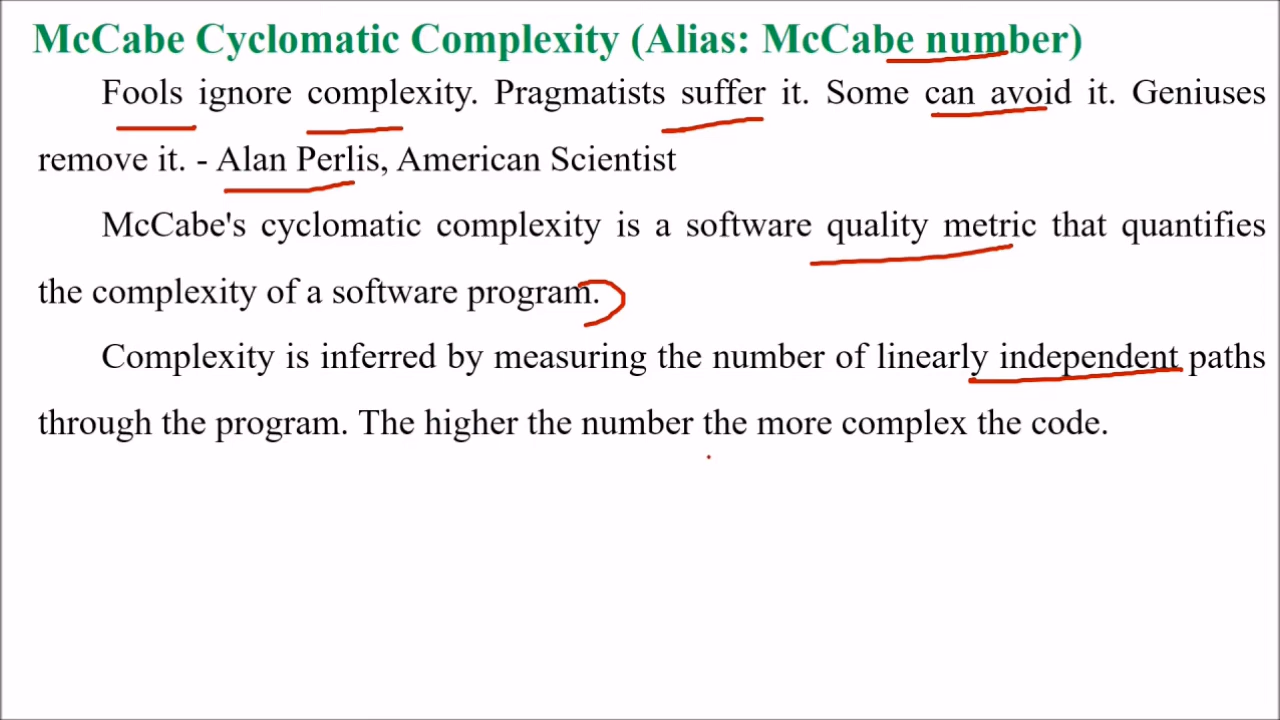 McCabe Cyclomatic Complexity (Alias: McCabe number)
Fools ignore complexity. Pragmatists suffer it. Some can avoid it. Geniuses
remove it. - Alan Perlis, American Scientist
McCabe's cyclomatic complexity is a software quality metric that quantifies
the complexity of a software program.
Complexity is inferred by measuring the number of linearly independent paths
through the program. The higher the number the more complex the code.